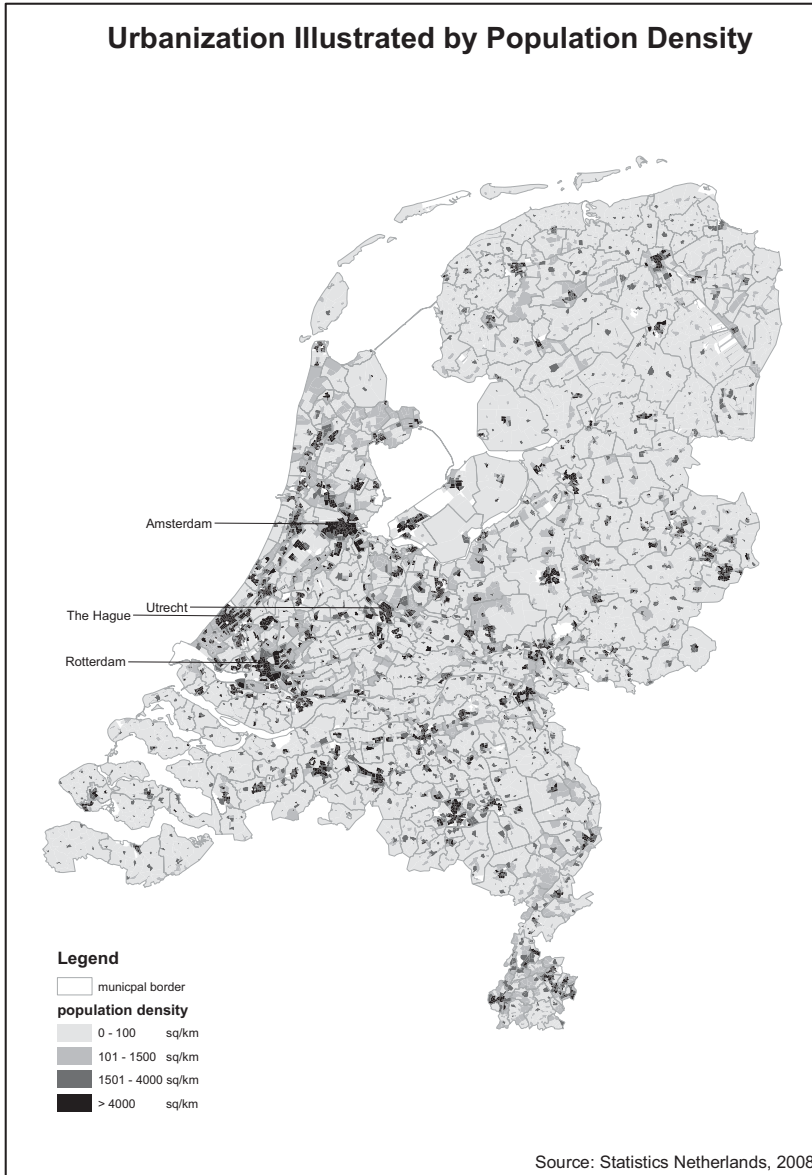 Urbanization Illustrated by Population Density
Amsterdam
Utrecht
The Hague
Rotterdam
Legend
municpal border
population density
0 - 100 sq/km
101 - 1500 sq/km
1501 - 4000 sq/km
> 4000 sq/km
Source: Statistics Netherlands, 2008